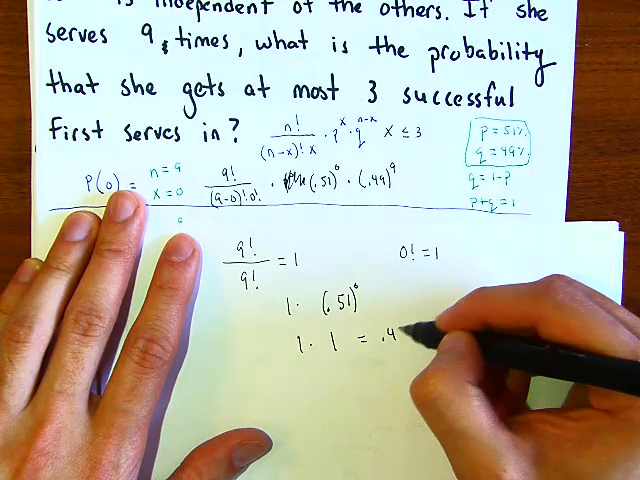 is independent of the others. If she
serves 9 times, what is the probability
that she gets at most 3 successful
first serves in? n!/(n-x)!x · p^x · q^(n-x) x ≤ 3
p = 51%
q = 49%
q = 1-p
p+q = 1
P(0) = n = 9 x = 0 9!/(9-0)!0! · (.51)^0 · (.49)^9
9!/9! = 1 0! = 1
1 · (.51)^0
1 · 1 = .4